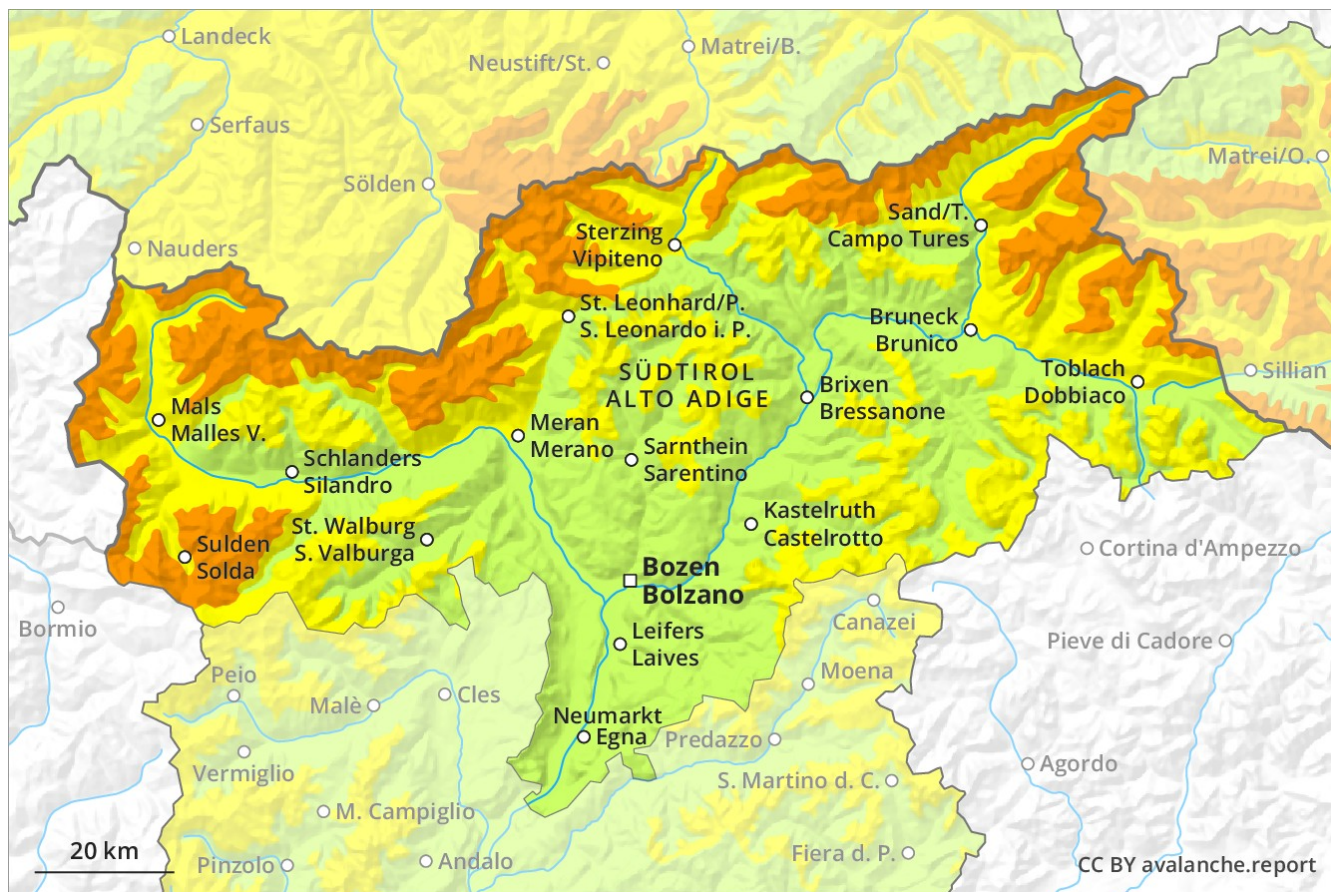 Landeck
Matrei/B.
Neustift/St.
Serfaus
Matrei/O.
Sölden
Sand/T.
Campo Tures
Sterzing
Vipiteno
Nauders
St. Leonhard/P.
S. Leonardo i. P.
Bruneck
Brunico
Toblach
Dobbiaco
Sillian
SÜDTIROL
ALTO ADIGE
Brixen
Bressanone
Mals
Malles V.
Meran
Merano
Sarnthein
Sarentino
Schlanders
Silandro
Kastelruth
Castelrotto
St. Walburg
S. Valburga
Sulden
Solda
Cortina d'Ampezzo
Bozen
Bolzano
Bormio
Canazei
Leifers
Laives
Pieve di Cadore
Peio
Moena
Malè
Cles
Neumarkt
Egna
Predazzo
Vermiglio
Agordo
S. Martino d. C.
M. Campiglio
20 km
Pinzolo
Andalo
Fiera d. P.
CC BY avalanche.report